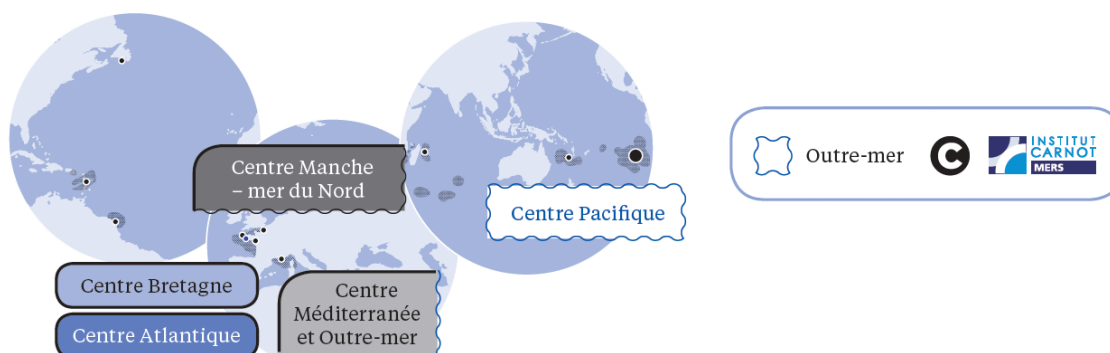 Centre Manche
– mer du Nord
Centre Pacifique
Centre Bretagne
Centre Atlantique
Centre
Méditerranée
et Outre-mer
Outre-mer
C
INSTITUT
CARNOT
MERS